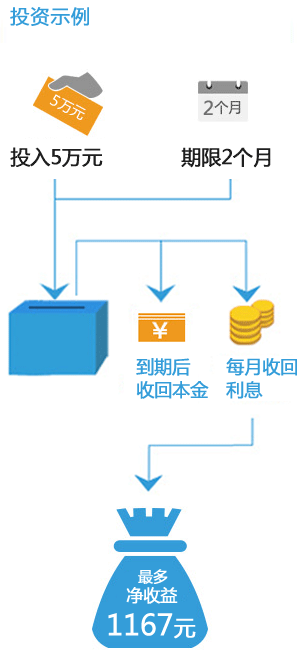 投资示例
5万元
2个月
投入5万元
期限2个月
¥
到期后
收回本金
每月收回
利息
最多
净收益
1167元